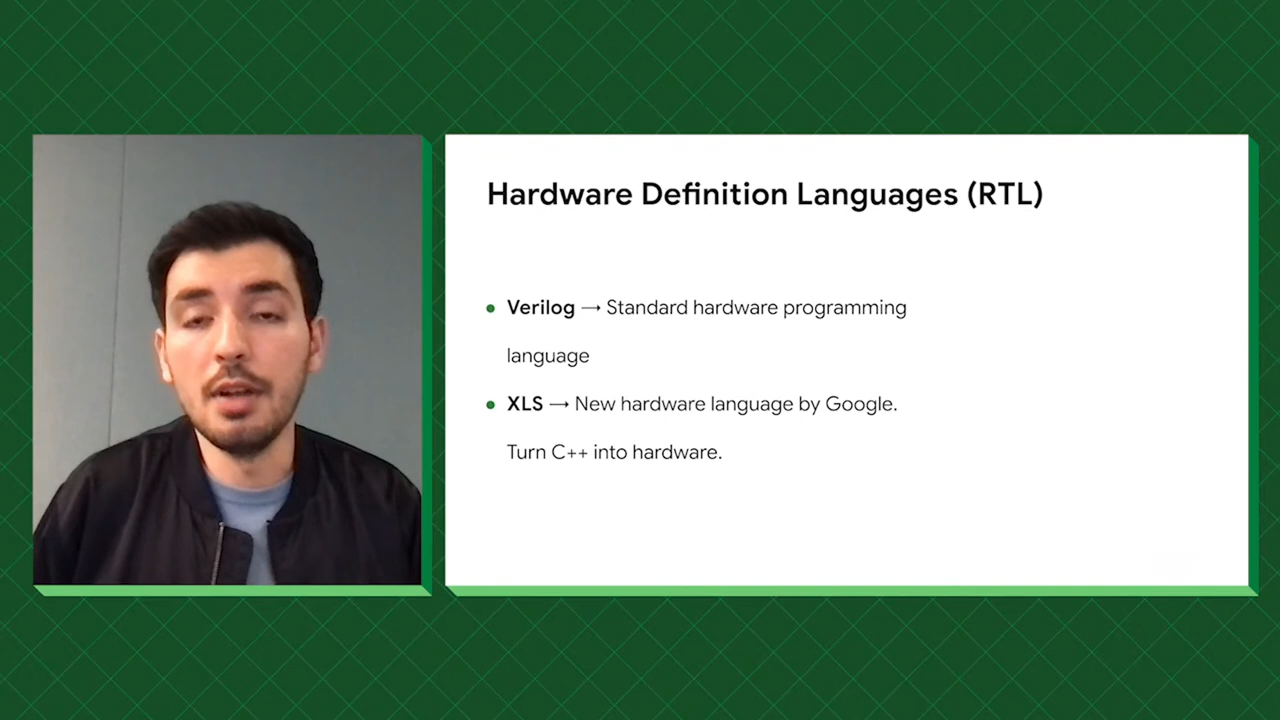 Hardware Definition Languages (RTL)
• Verilog → Standard hardware programming
language
• XLS → New hardware language by Google.
Turn C++ into hardware.